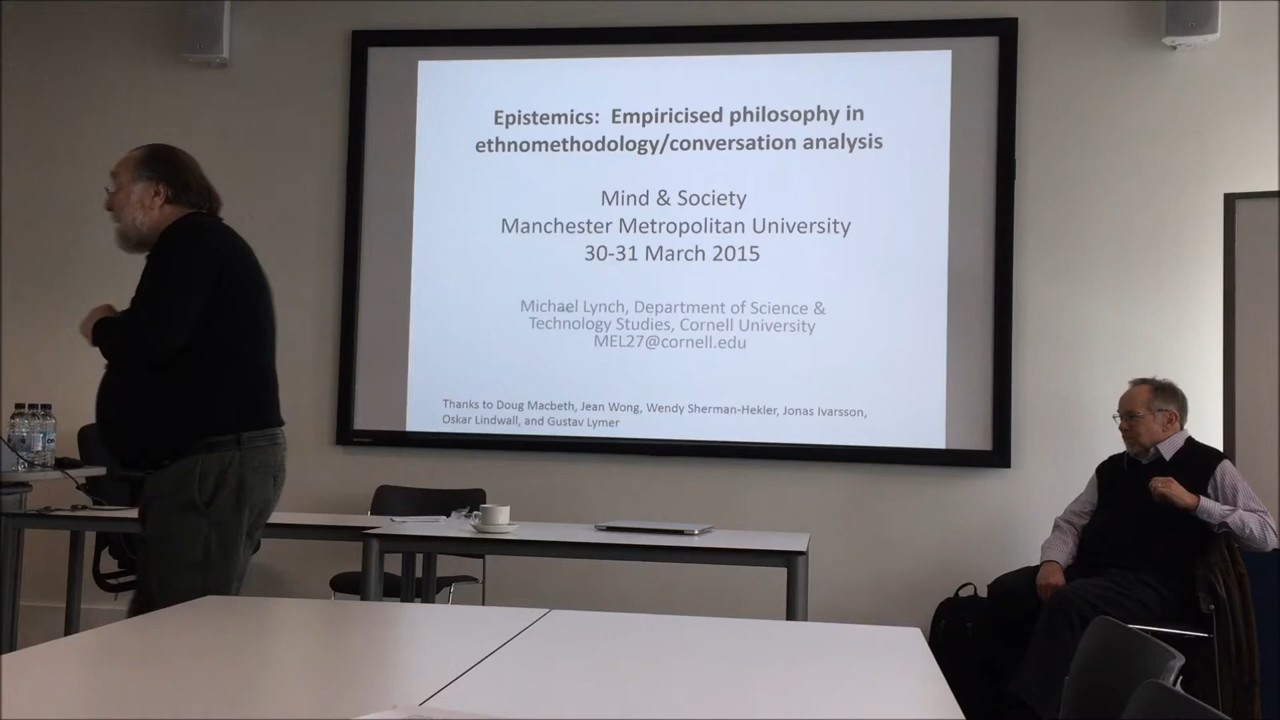 Epistemics: Empiricised philosophy in
ethnomethodology/conversation analysis
Mind & Society
Manchester Metropolitan University
30-31 March 2015
Michael Lynch, Department of Science &
Technology Studies, Cornell University
MEL27@cornell.edu
Thanks to Doug Macbeth, Jean Wong, Wendy Sherman-Hekler, Jonas Ivarsson,
Oskar Lindwall, and Gustav Lymer